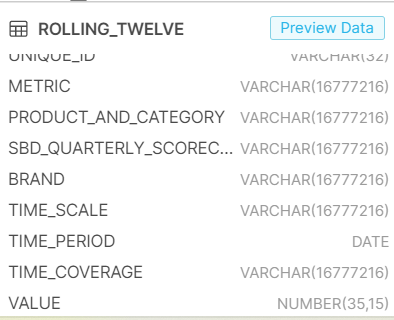 ROLLING_TWELVE Preview Data
UNIQUE_ID VARCHAR(32)
METRIC VARCHAR(16777216)
PRODUCT_AND_CATEGORY VARCHAR(16777216)
SBD_QUARTERLY_SCOREC... VARCHAR(16777216)
BRAND VARCHAR(16777216)
TIME_SCALE VARCHAR(16777216)
TIME_PERIOD DATE
TIME_COVERAGE VARCHAR(16777216)
VALUE NUMBER(35,15)